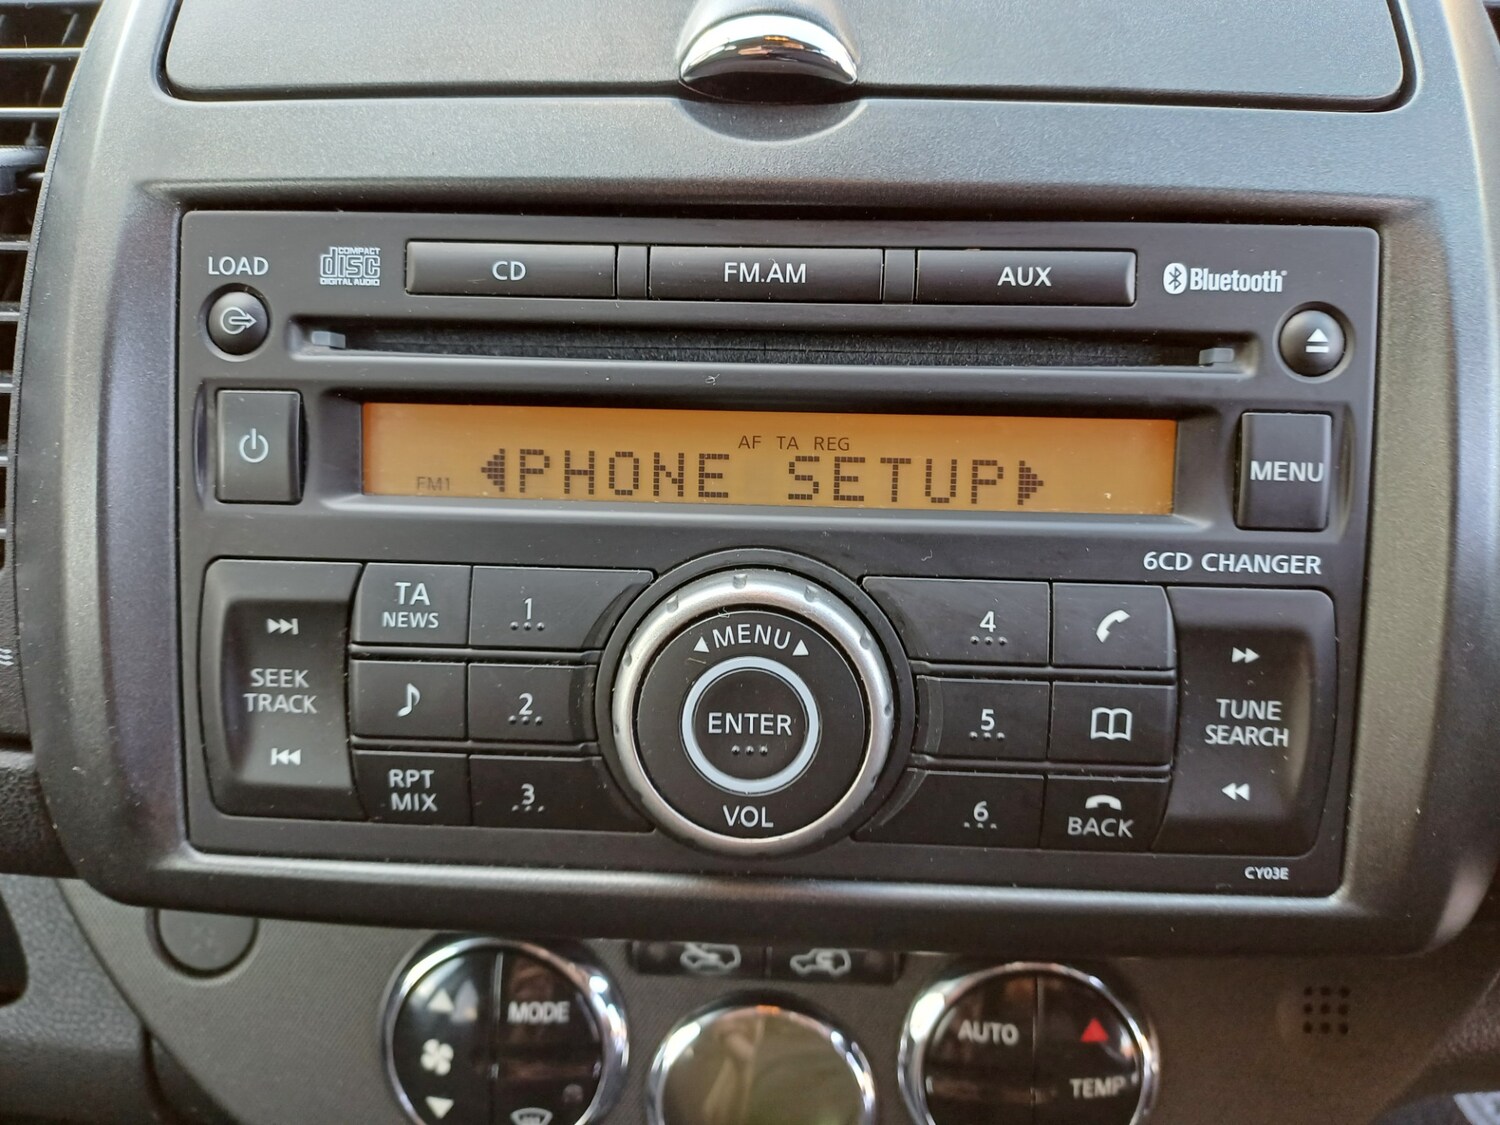 LOAD
COMPACT
disc
DIGITAL AUDIO
CD
FM.AM
AUX
Bluetooth®
AF TA REG
FM1
PHONE SETUP
MENU
6CD CHANGER
TA
NEWS
1
4
MENU
SEEK
TRACK
2
ENTER
5
TUNE
SEARCH
RPT
MIX
3
VOL
6
BACK
CY03E
MODE
AUTO
TEMP